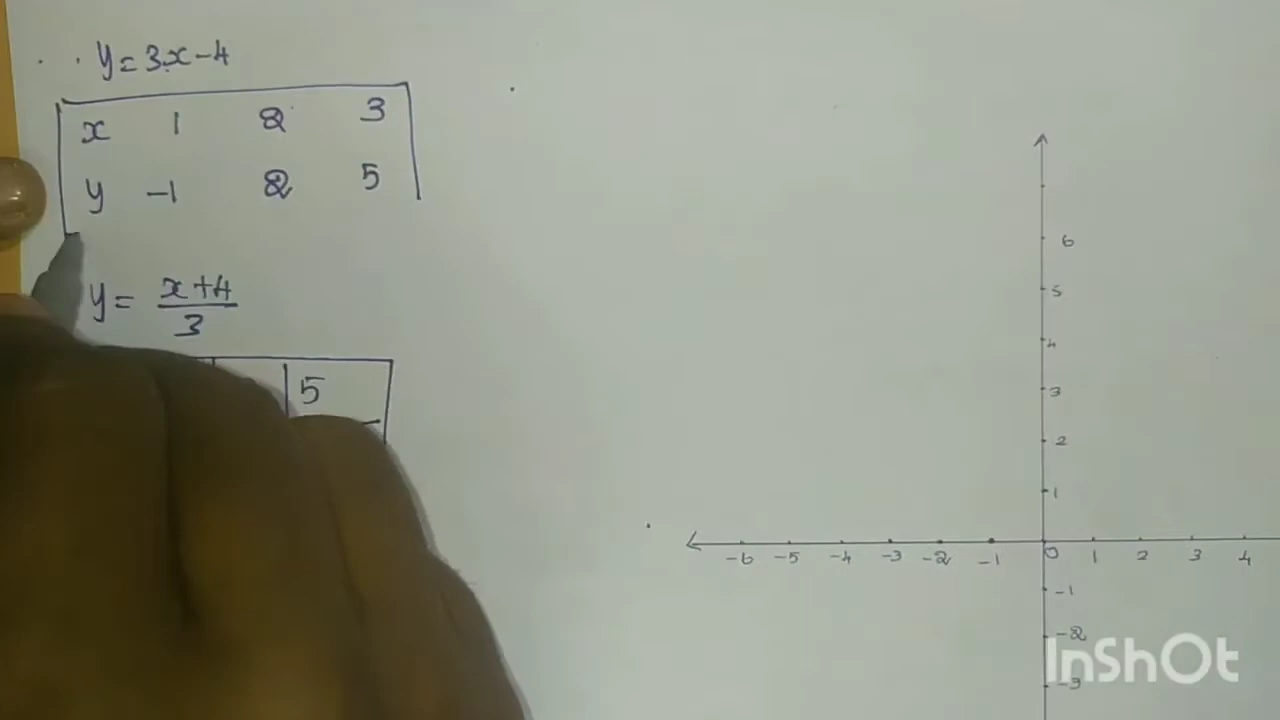 y = 3x - 4
x 1 2 3
y -1 2 5
y = x + 4 / 3
5
6
5
4
3
2
1
-6 -5 -4 -3 -2 -1 0 1 2 3 4
-1
-2
-3
InShOt